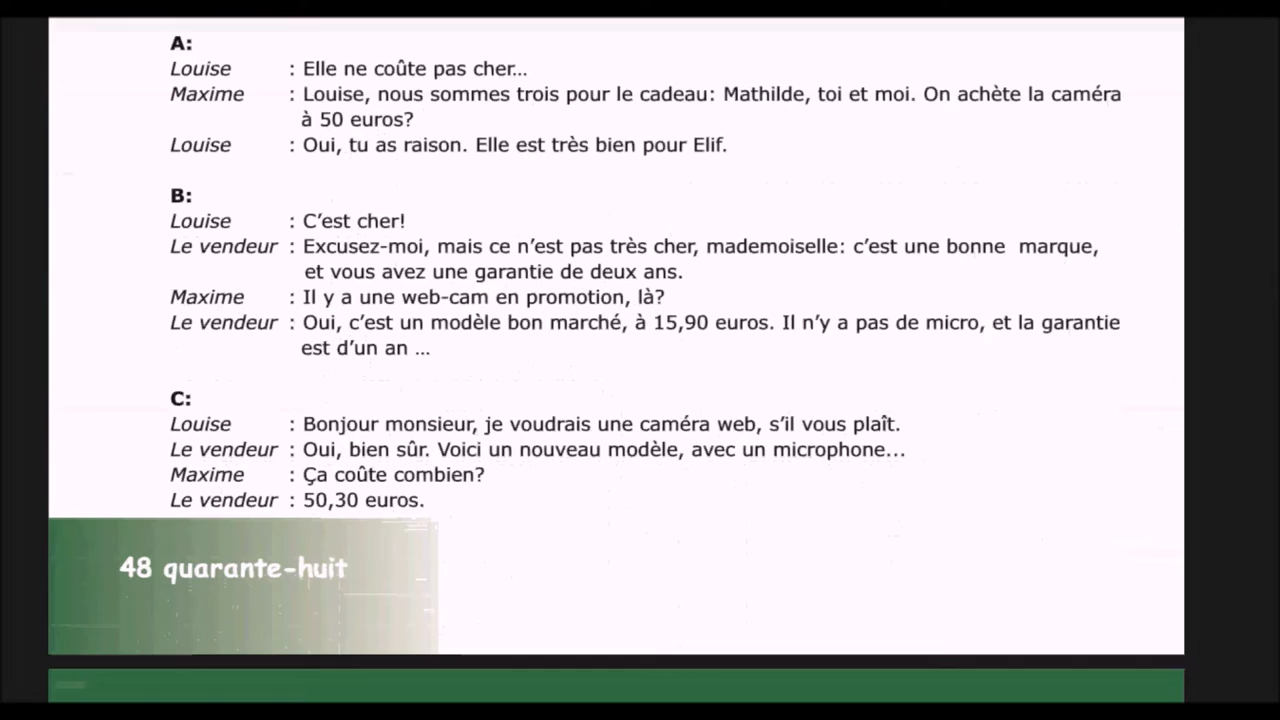 A:
Louise : Elle ne coûte pas cher...
Maxime : Louise, nous sommes trois pour le cadeau: Mathilde, toi et moi. On achète la caméra
à 50 euros?
Louise : Oui, tu as raison. Elle est très bien pour Elif.
B:
Louise : C’est cher!
Le vendeur : Excusez-moi, mais ce n’est pas très cher, mademoiselle: c’est une bonne marque,
et vous avez une garantie de deux ans.
Maxime : Il y a une web-cam en promotion, là?
Le vendeur : Oui, c’est un modèle bon marché, à 15,90 euros. Il n’y a pas de micro, et la garantie
est d’un an ...
C:
Louise : Bonjour monsieur, je voudrais une caméra web, s’il vous plaît.
Le vendeur : Oui, bien sûr. Voici un nouveau modèle, avec un microphone...
Maxime : Ça coûte combien?
Le vendeur : 50,30 euros.
48 quarante-huit